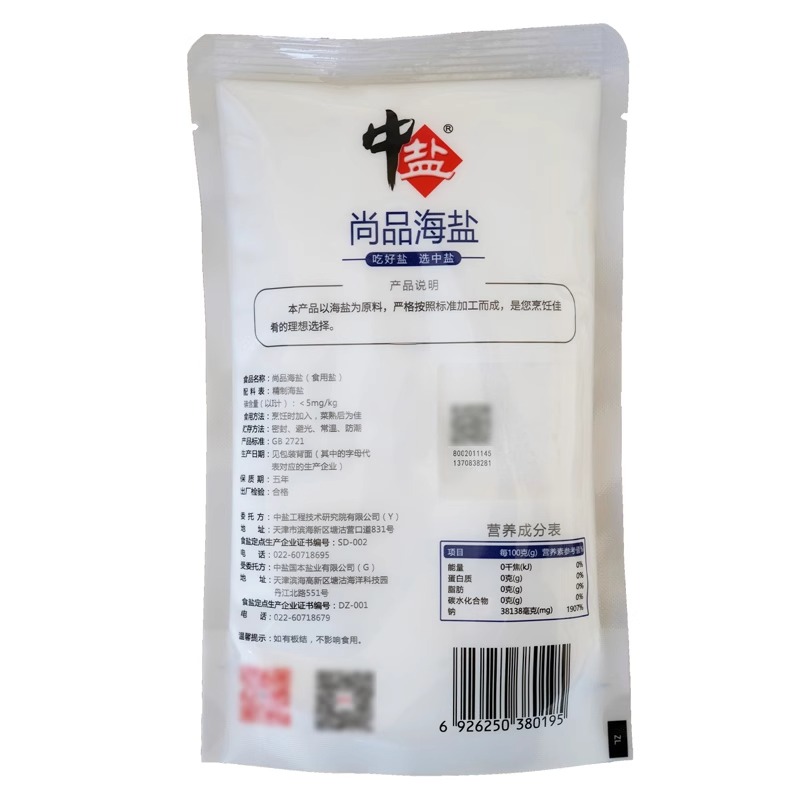 中盐®
尚品海盐
吃好盐 选中盐
产品说明
本产品以海盐为原料，严格按照标准加工而成，是您烹饪佳
肴的理想选择。
食品名称：尚品海盐（食用盐）
配 料 表：精制海盐
碘含量（以I计）：＜5mg/kg
食用方法：烹饪时加入，菜熟后为佳
贮存方法：密封、避光、常温、防潮
产品标准：GB 2721
生产日期：见包装背面（其中的字母代
表对应的生产企业）
保 质 期：五年
出厂检验：合格
委 托 方：中盐工程技术研究院有限公司（Y）
地 址：天津市滨海新区塘沽营口道831号
食盐定点生产企业证书编号：SD-002
电 话：022-60718695
受委托方：中盐国本盐业有限公司（G）
地 址：天津滨海高新区塘沽海洋科技园
丹江北路551号
食盐定点生产企业证书编号：DZ-001
电 话：022-60718679
温馨提示：如有板结，不影响食用。
8002011145
1370838281
营养成分表
项目 每100克(g) 营养素参考值%
能量 0千焦(kJ) 0%
蛋白质 0克(g) 0%
脂肪 0克(g) 0%
碳水化合物 0克(g) 0%
钠 38138毫克(mg) 1907%
6 926250 380195
ZL